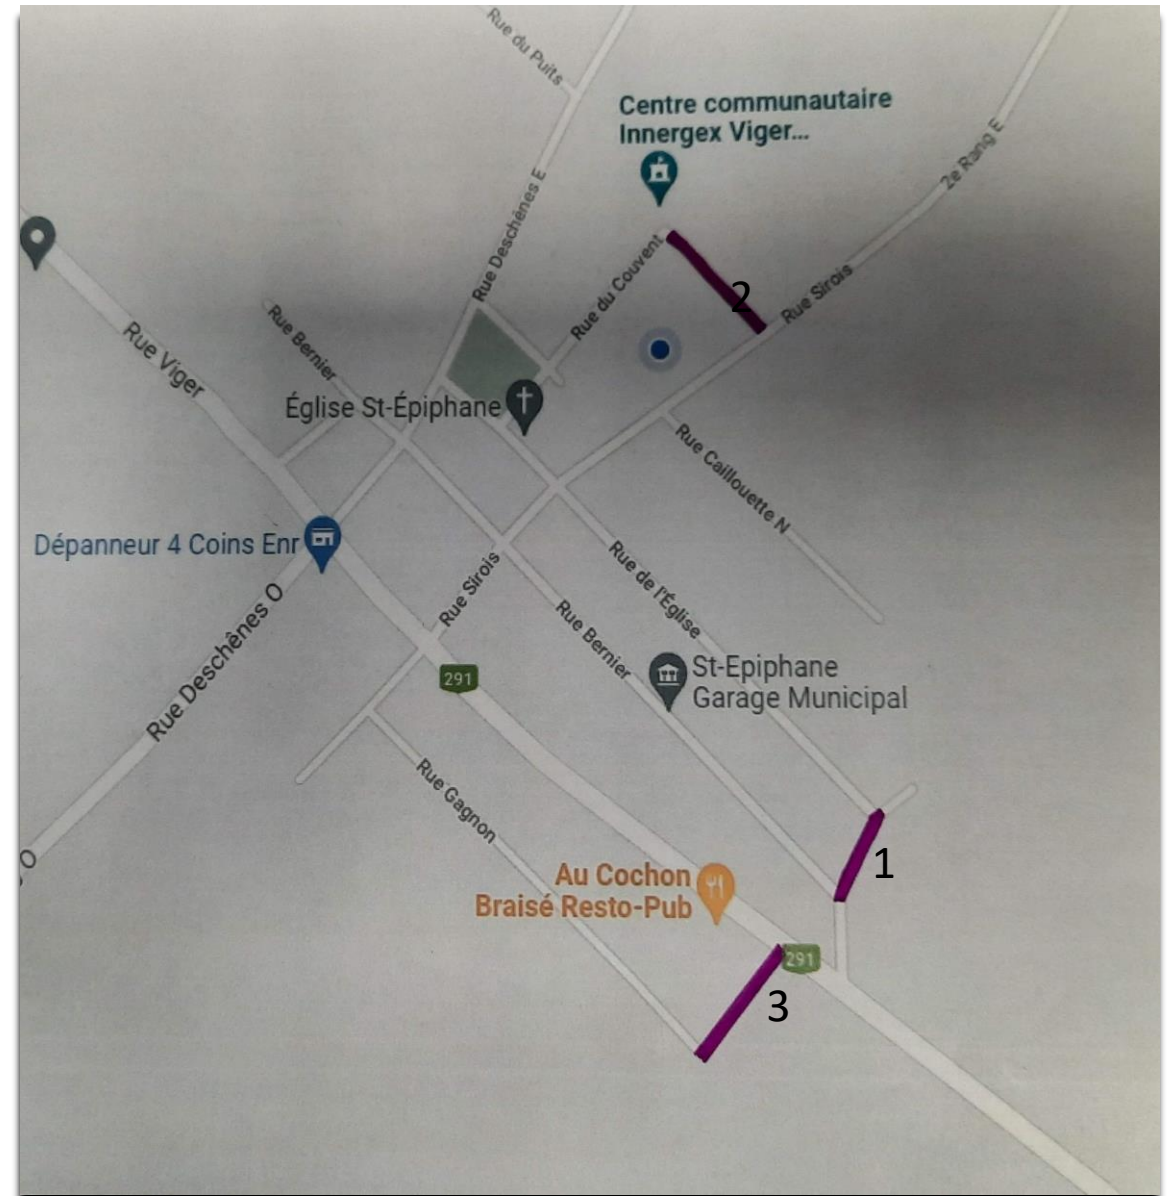 Rue du Puits
Centre communautaire
Innergex Viger...
2e Rang E
Rue Deschênes E
Rue du Couvent
2
Rue Sirois
Rue Bernier
Rue Viger
Église St-Épiphane
Rue Caillouette N
Dépanneur 4 Coins Enr
Rue Sirois
Rue de l'Église
Rue Deschênes O
Rue Bernier
291
St-Epiphane
Garage Municipal
Rue Gagnon
O
1
Au Cochon
Braisé Resto-Pub
291
3